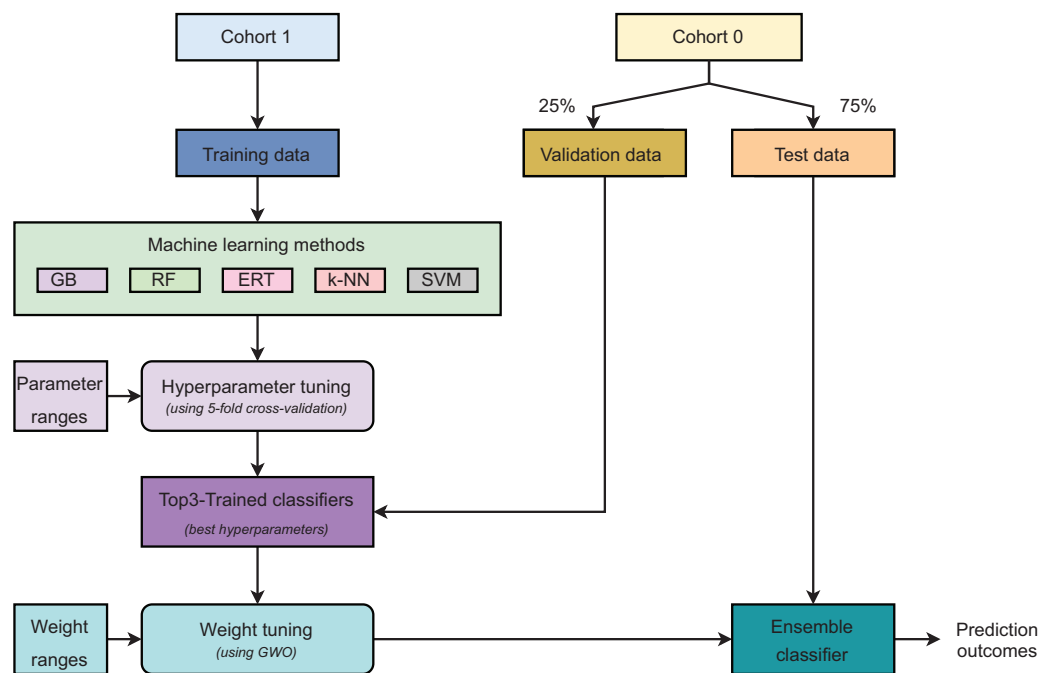 Cohort 1
Cohort 0
25%
75%
Training data
Validation data
Test data
Machine learning methods
GB
RF
ERT
k-NN
SVM
Parameter
ranges
Hyperparameter tuning
(using 5-fold cross-validation)
Top3-Trained classifiers
(best hyperparameters)
Weight
ranges
Weight tuning
(using GWO)
Ensemble
classifier
Prediction
outcomes